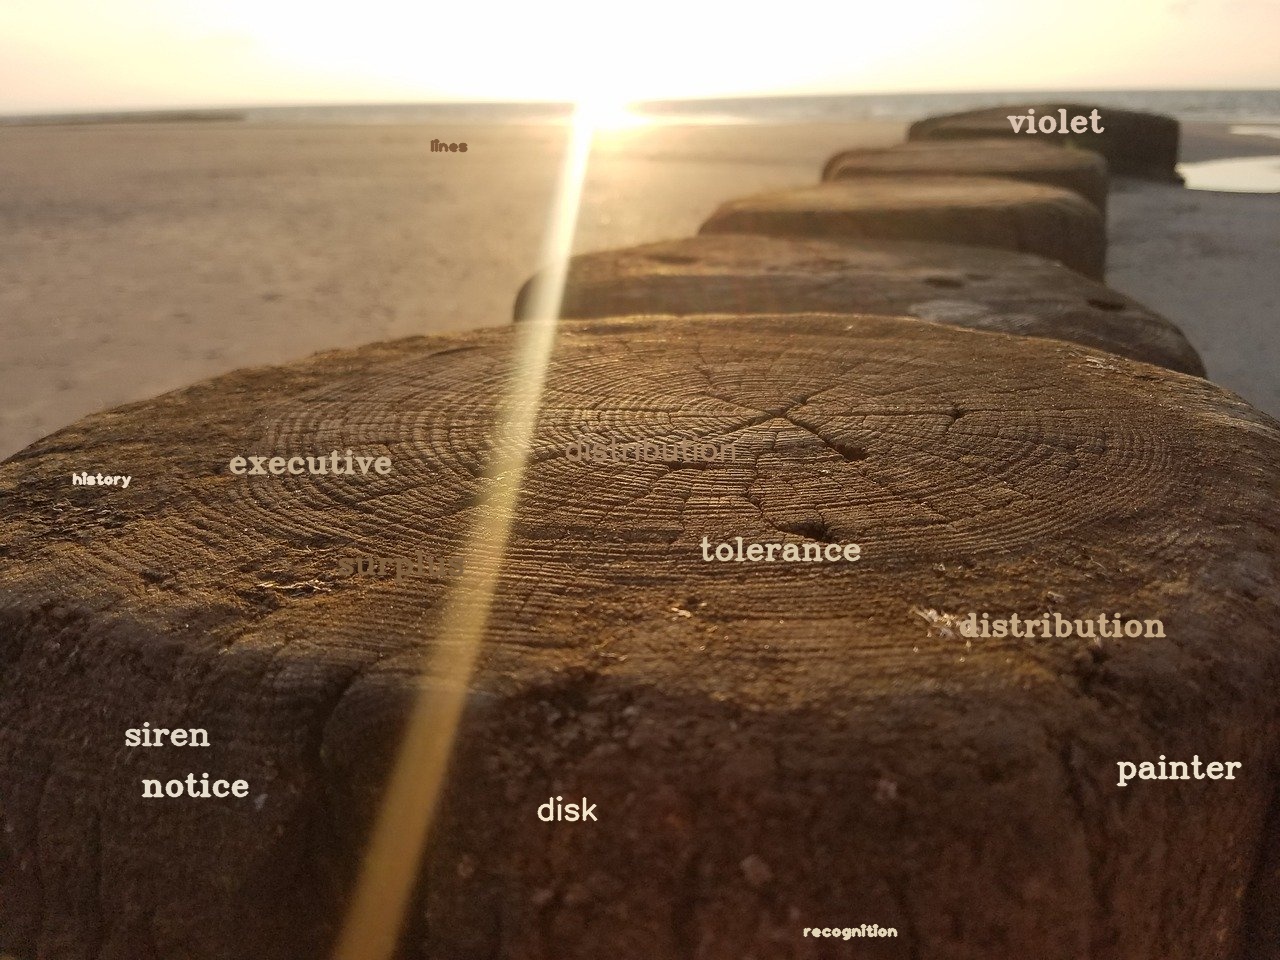 violet
lines
distribution
executive
history
tolerance
surplus
distribution
siren
painter
notice
disk
recognition